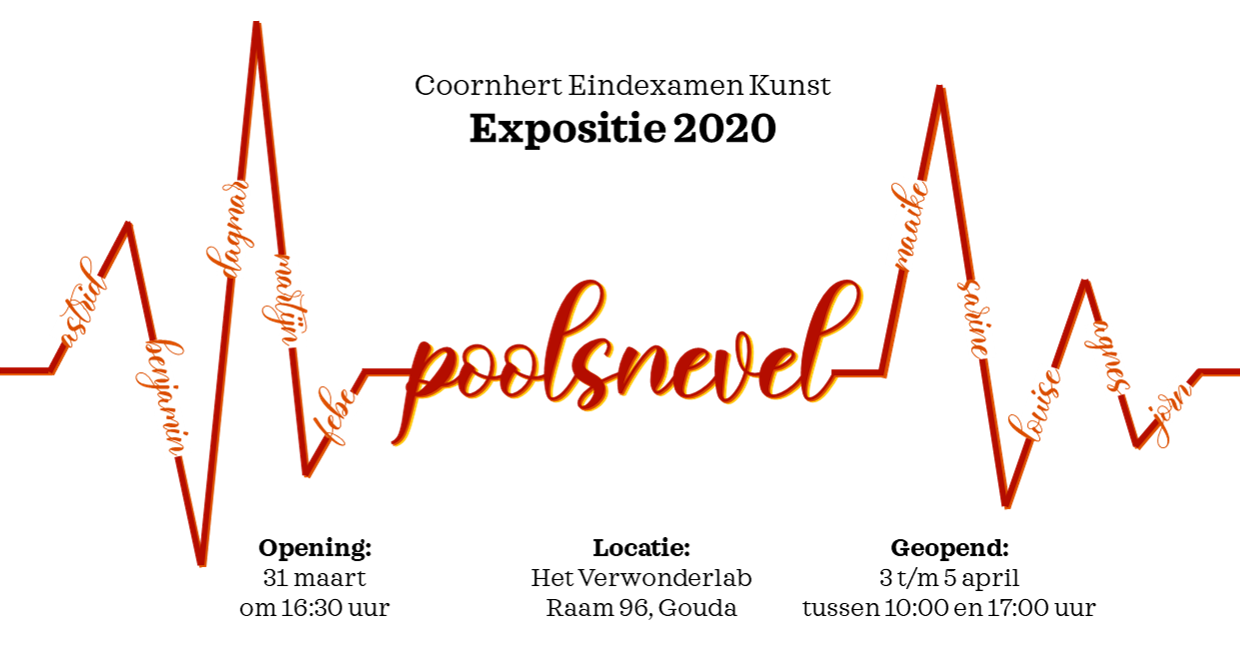 Coornhert Eindexamen Kunst
Expositie 2020
astrid
benjamin
dagmar
martijn
febe
poolsnevel
maaike
sarine
louise
agnes
jorn
Opening:
31 maart
om 16:30 uur
Locatie:
Het Verwonderlab
Raam 96, Gouda
Geopend:
3 t/m 5 april
tussen 10:00 en 17:00 uur